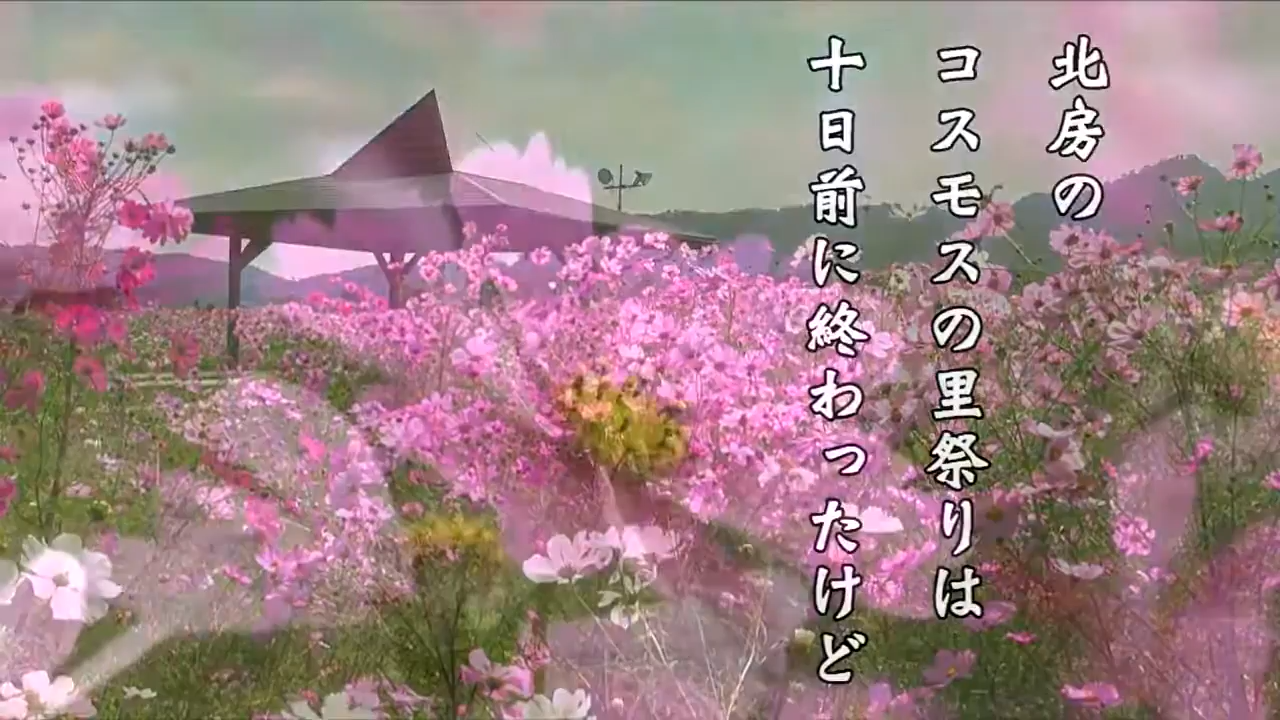 北房の
コスモスの里祭りは
十日前に終わったけど